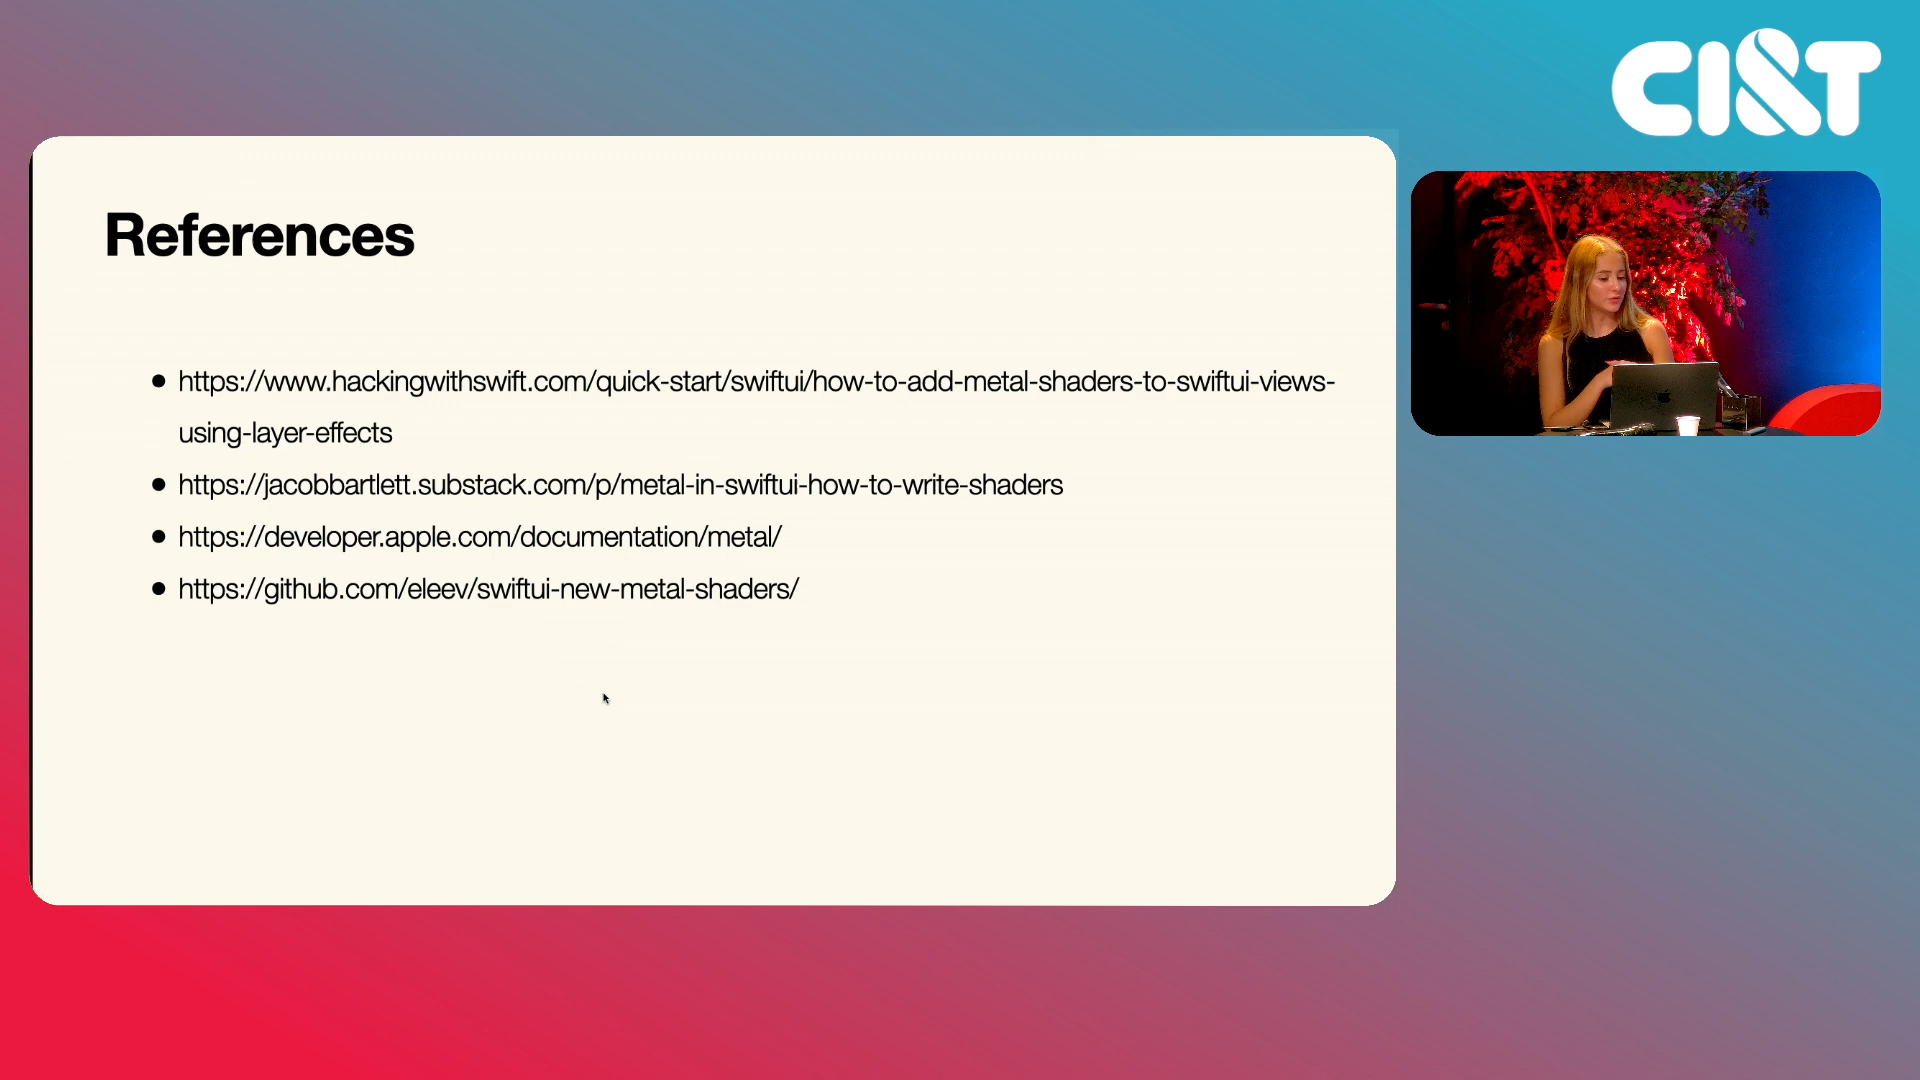 CI&T
References
https://www.hackingwithswift.com/quick-start/swiftui/how-to-add-metal-shaders-to-swiftui-views-
using-layer-effects
https://jacobbartlett.substack.com/p/metal-in-swiftui-how-to-write-shaders
https://developer.apple.com/documentation/metal/
https://github.com/eleev/swiftui-new-metal-shaders/